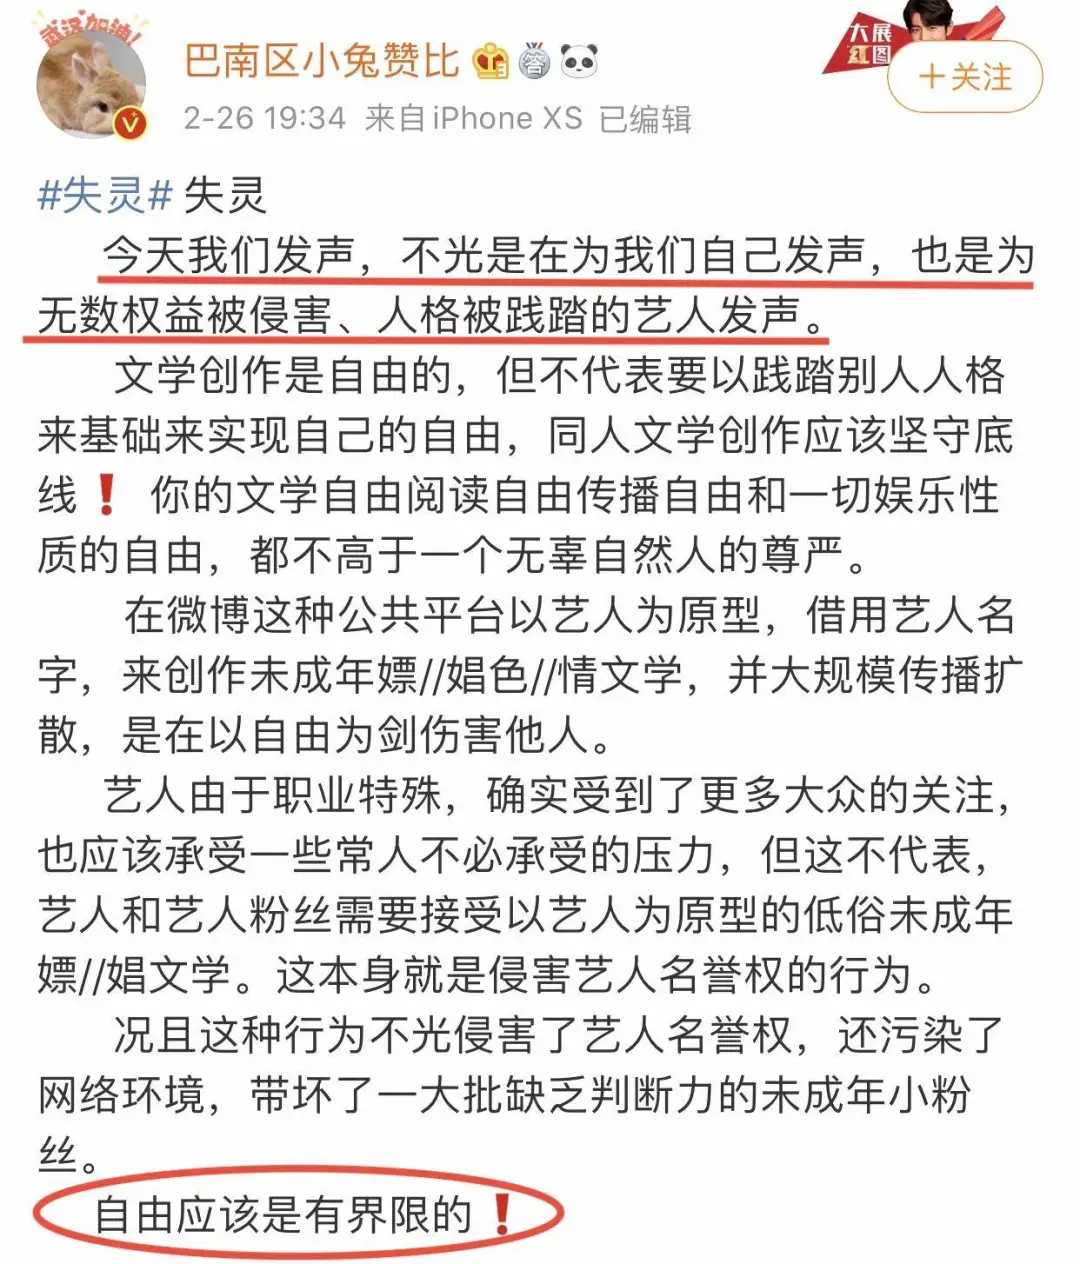 武汉加油!
大展
红图
巴南区小兔赞比
答
+关注
2-26 19:34 来自iPhone XS 已编辑
#失灵# 失灵
今天我们发声，不光是在为我们自己发声，也是为
无数权益被侵害、人格被践踏的艺人发声。
文学创作是自由的，但不代表要以践踏别人人格
来基础来实现自己的自由，同人文学创作应该坚守底
线❗ 你的文学自由阅读自由传播自由和一切娱乐性
质的自由，都不高于一个无辜自然人的尊严。
在微博这种公共平台以艺人为原型，借用艺人名
字，来创作未成年嫖//娼色//情文学，并大规模传播扩
散，是在以自由为剑伤害他人。
艺人由于职业特殊，确实受到了更多大众的关注，
也应该承受一些常人不必承受的压力，但这不代表，
艺人和艺人粉丝需要接受以艺人为原型的低俗未成年
嫖//娼文学。这本身就是侵害艺人名誉权的行为。
况且这种行为不光侵害了艺人名誉权，还污染了
网络环境，带坏了一大批缺乏判断力的未成年小粉
丝。
自由应该是有界限的❗